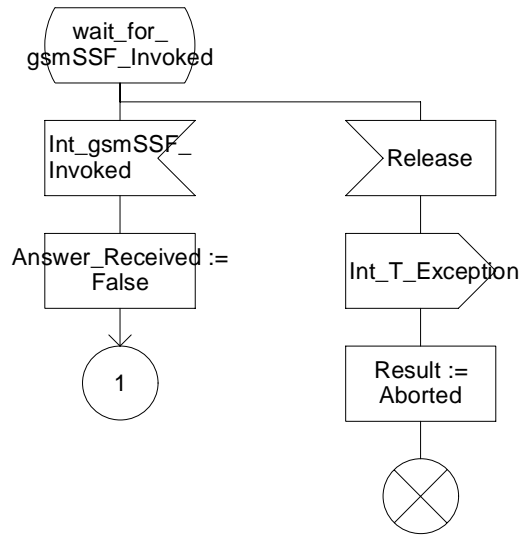 wait_for_
gsmSSF_Invoked
Int_gsmSSF_
Invoked
Release
Answer_Received :=
False
Int_T_Exception
1
Result :=
Aborted